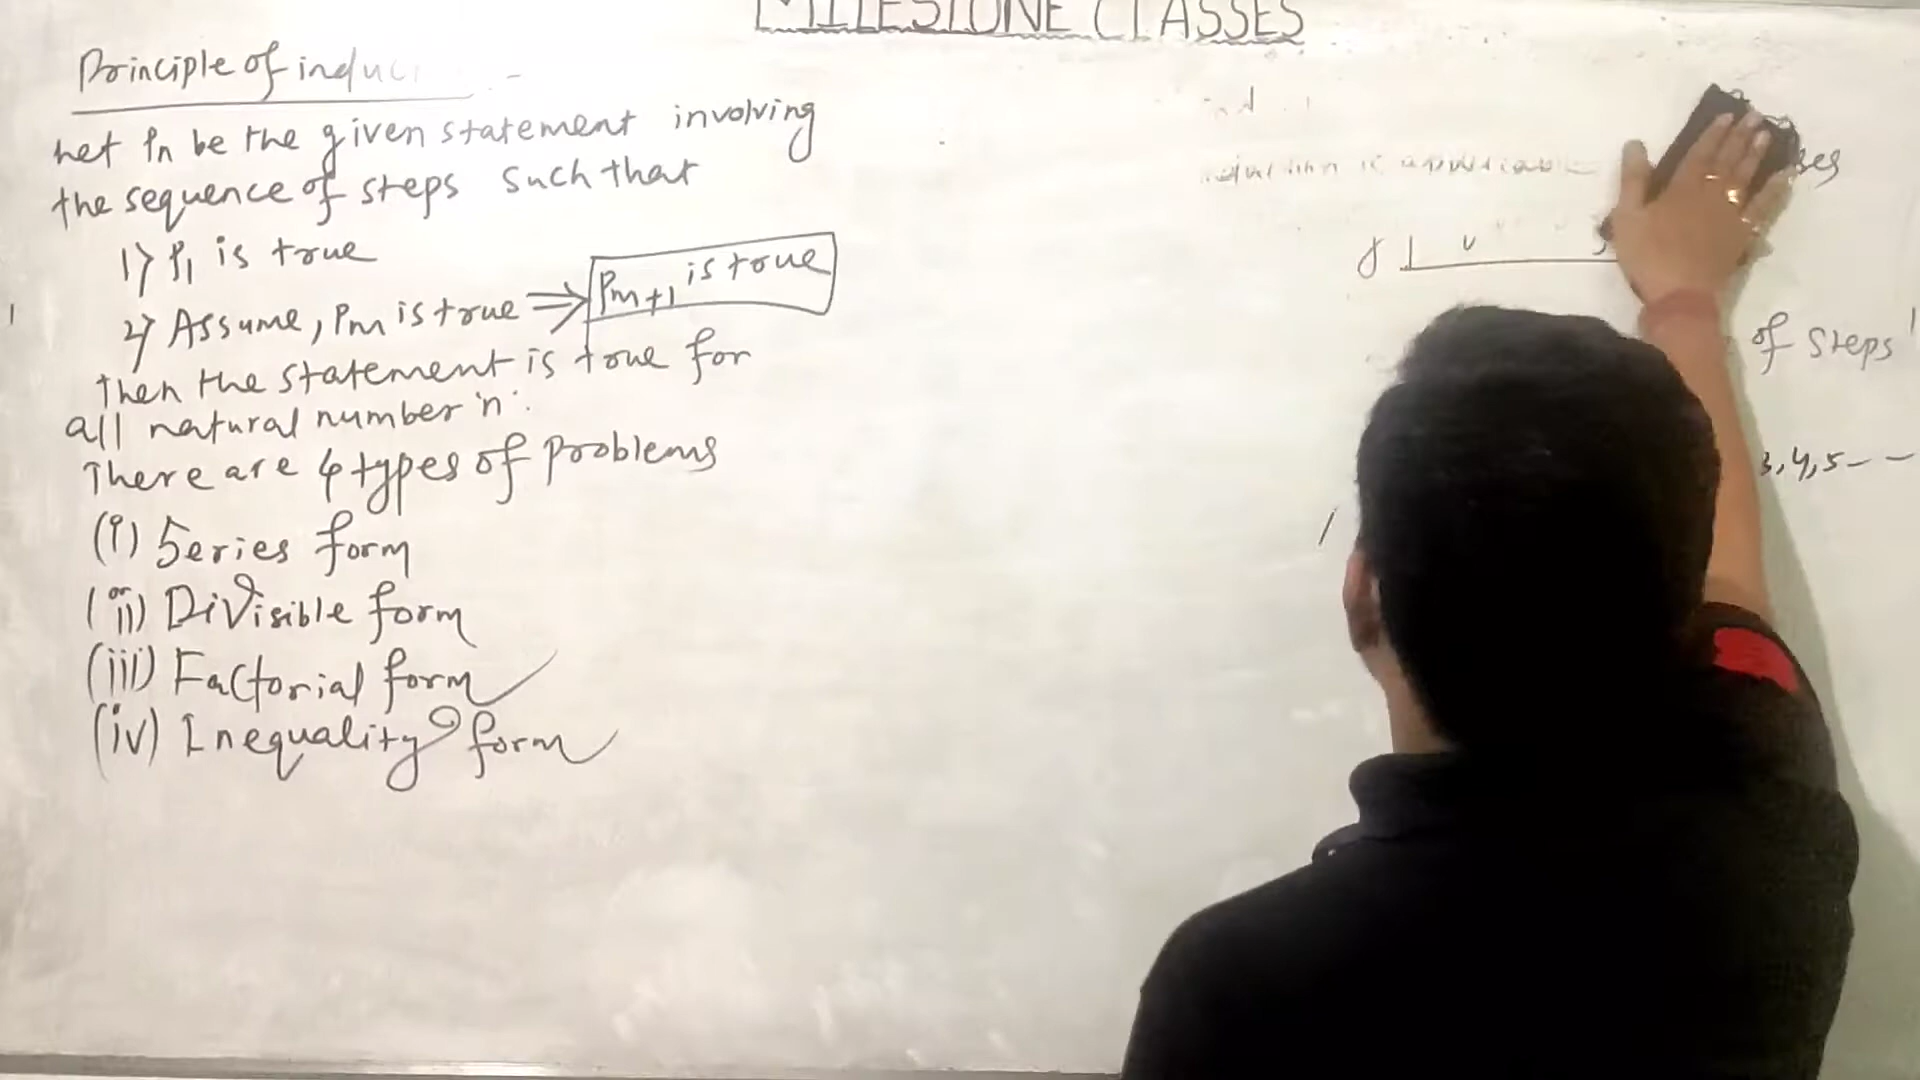 MILESTONE CLASSES
Principle of induc
Let Pn be the given statement involving
the sequence of steps such that
1) P1 is true
2) Assume, Pm is true ⇒ Pm+1 is true
Then the statement is true for
all natural number 'n'.
There are 4 types of problems
(i) Series form
(ii) Divisible form
(iii) Factorial form
(iv) Inequality form
of steps
3,4,5--